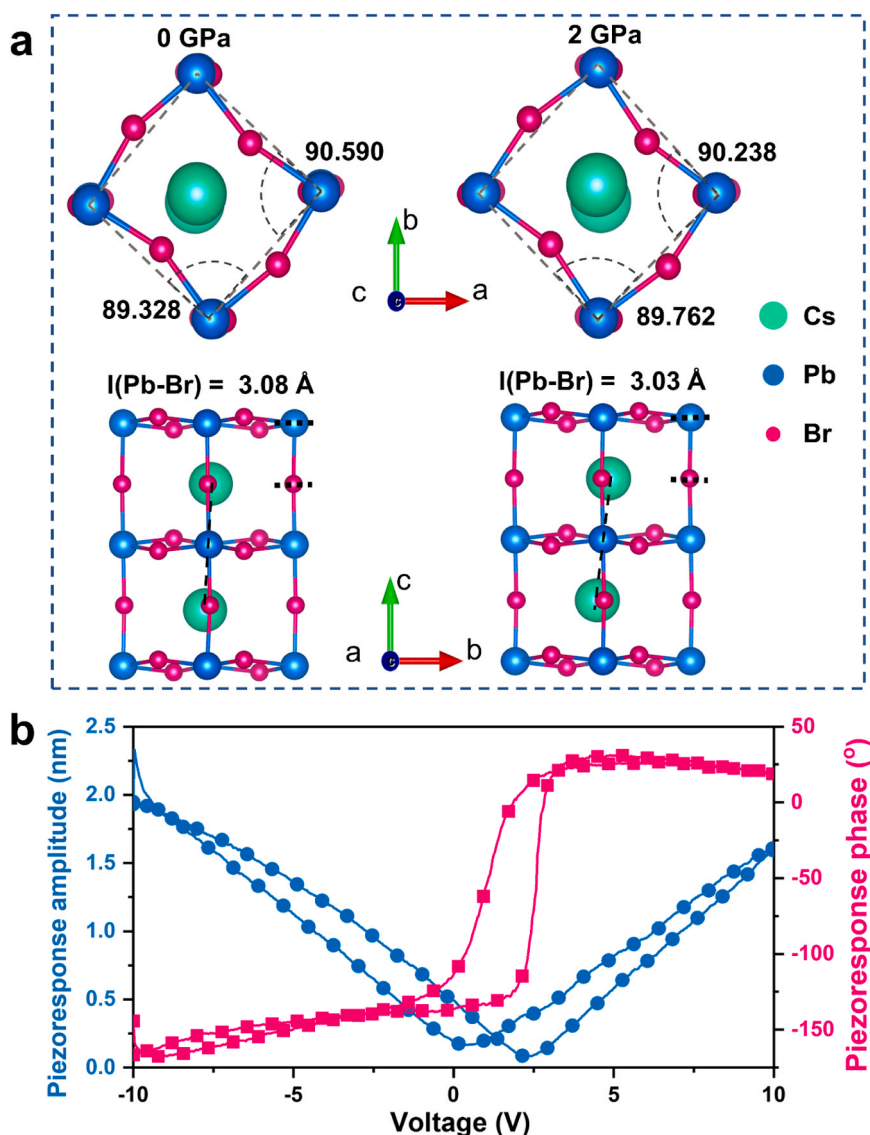 a
0 GPa
2 GPa
90.590
90.238
b
c
a
89.328
89.762
Cs
Pb
Br
l(Pb-Br) = 3.08 Å
l(Pb-Br) = 3.03 Å
c
a
b
c
b
Piezoresponse amplitude (nm)
2.5
2.0
1.5
1.0
0.5
0.0
-10
-5
0
5
10
Voltage (V)
50
0
-50
-100
-150
Piezoresponse phase (°)